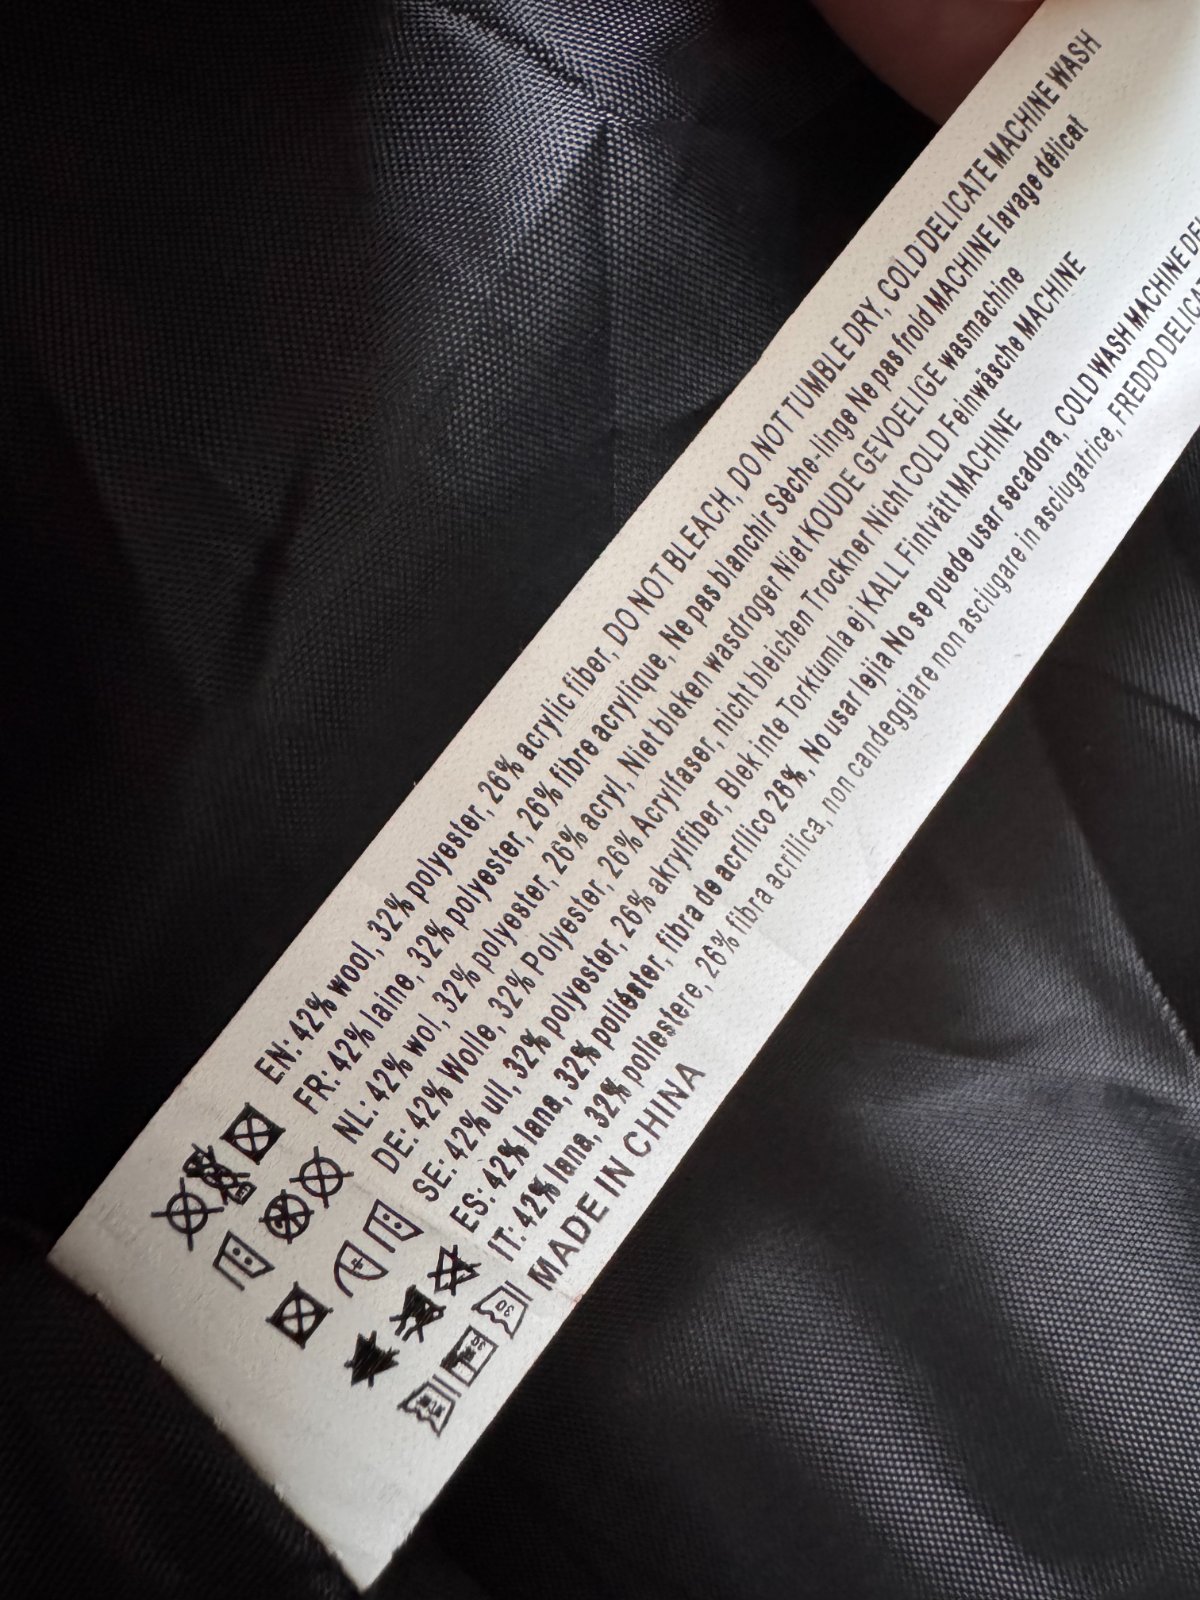 EN: 42% wool, 32% polyester, 26% acrylic fiber, DO NOT BLEACH, DO NOT TUMBLE DRY, COLD DELICATE MACHINE WASH
FR: 42% laine, 32% polyester, 26% fibre acrylique, Ne pas blanchir Sèche-linge Ne pas frold MACHINE lavage délicat
NL: 42% wol, 32% polyester, 26% acryl, Niet bleken wasdroger Niet KOUDE GEVOELIGE wasmachine
DE: 42% Wolle, 32% Polyester, 26% Acrylfaser, nicht bleichen Trockner Nicht COLD Feinwäsche MACHINE
SE: 42% ull, 32% polyester, 26% akrylfiber, Blek inte Torktumla ej KALL Fintvätt MACHINE
ES: 42% lana, 32% poliéster, fibra de acrílico 26%, No usar lejia No se puede usar secadora, COLD WASH MACHINE
IT: 42% lana, 32% poliestere, 26% fibra acrilica, non candeggiare non asciugare in asciugatrice, FREDDO
MADE IN CHINA
30